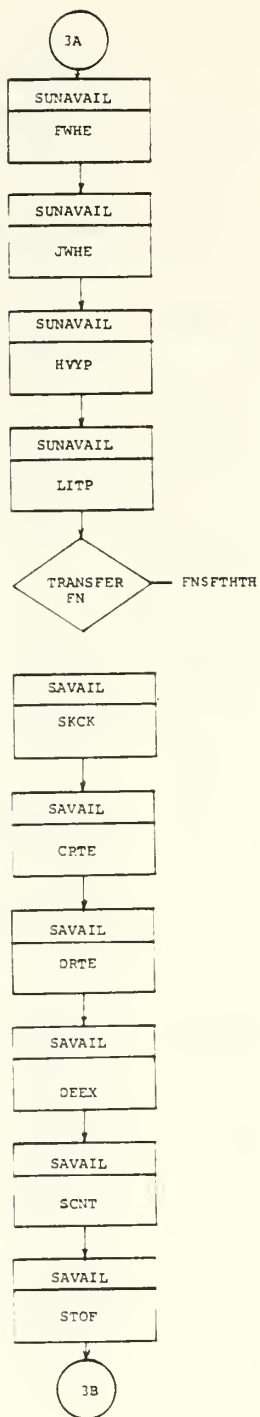 3A
SUNAVAIL
FWHE
SUNAVAIL
JWHE
SUNAVAIL
HVYP
SUNAVAIL
LITP
TRANSFER
FN
FNSFTHTH
SAVAIL
SKCK
SAVAIL
CRTE
SAVAIL
DRTE
SAVAIL
DEEX
SAVAIL
SCNT
SAVAIL
STOF
3B